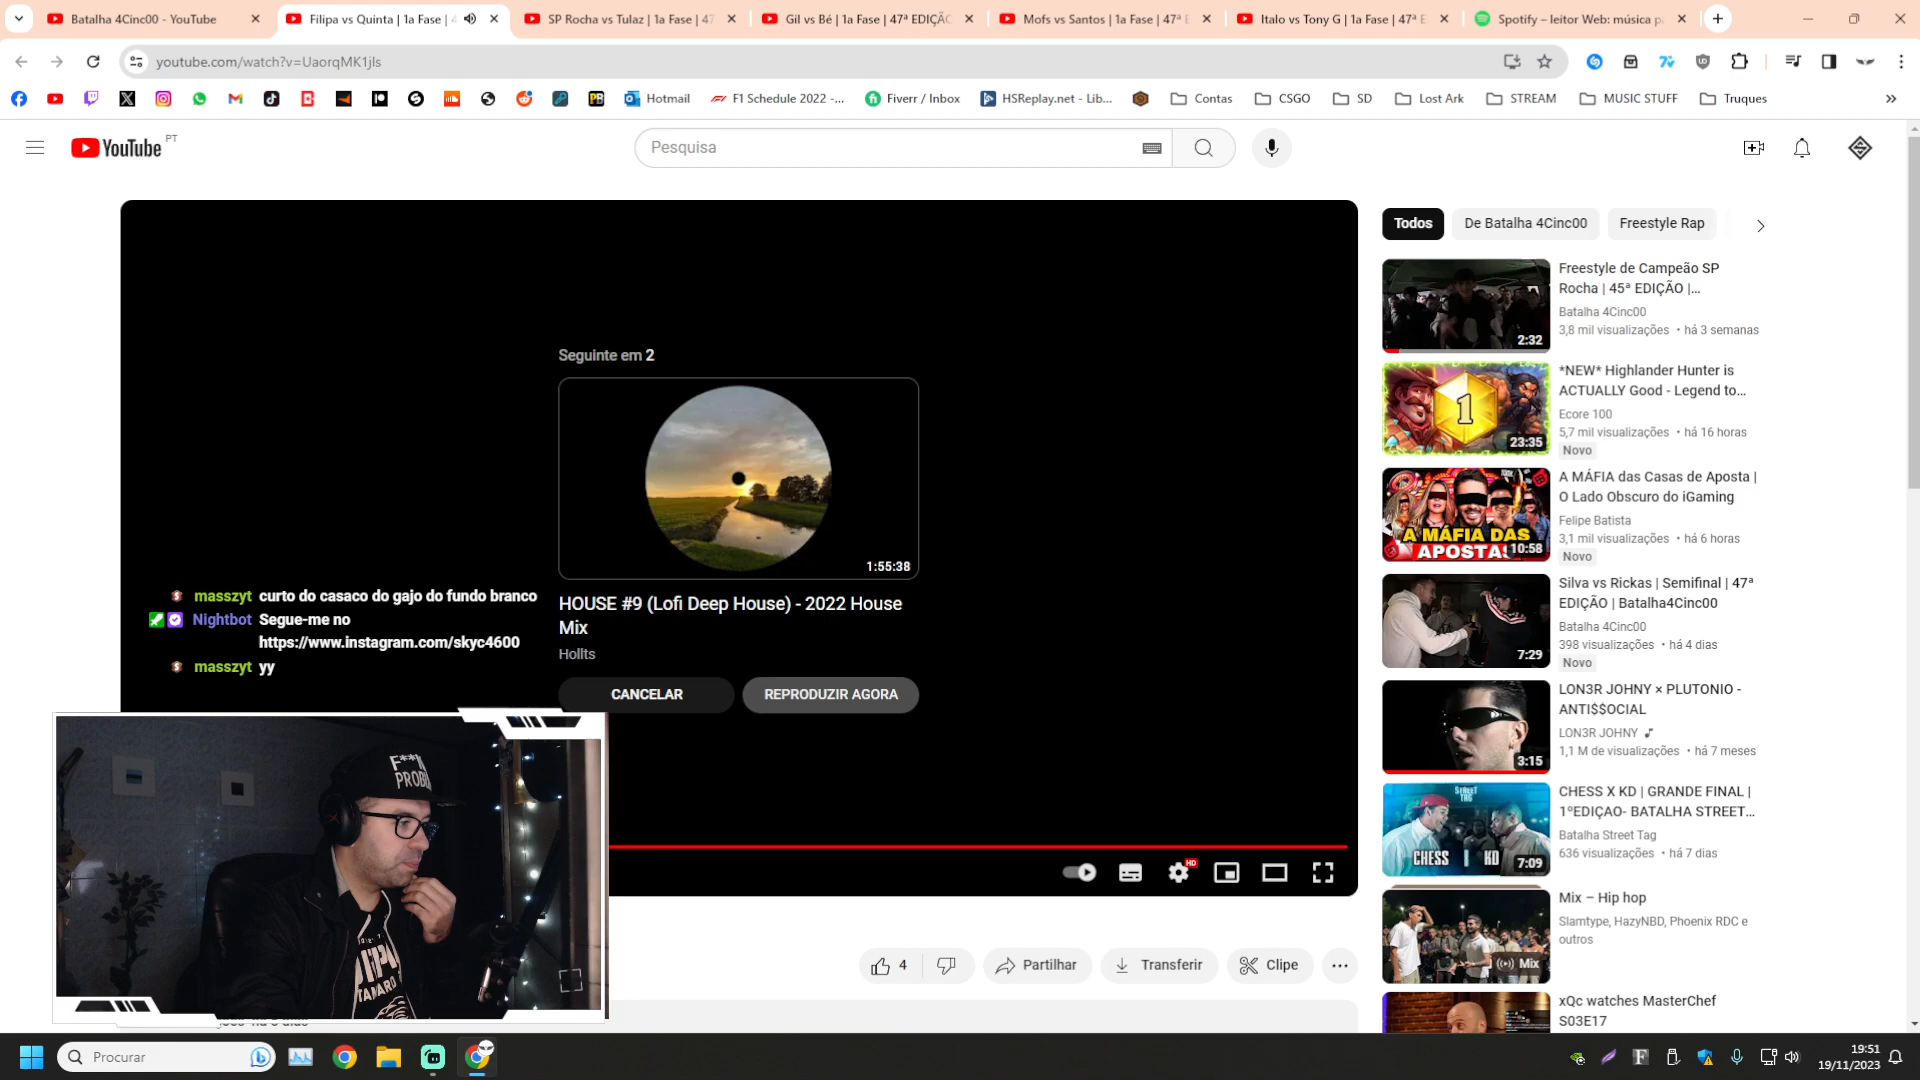 Batalha 4Cinc00 - YouTube
Filipa vs Quinta | 1a Fase | 4
SP Rocha vs Tulaz | 1a Fase | 47
Gil vs Bé | 1a Fase | 47ª EDIÇÃO
Mofs vs Santos | 1a Fase | 47ª E
Italo vs Tony G | 1a Fase | 47ª E
Spotify – leitor Web: música p
youtube.com/watch?v=UaorqMK1jls
Hotmail
F1 Schedule 2022 -...
Fiverr / Inbox
HSReplay.net - Lib...
Contas
CSGO
SD
Lost Ark
STREAM
MUSIC STUFF
Truques
YouTube
PT
Pesquisa
Todos
De Batalha 4Cinc00
Freestyle Rap
Seguinte em 2
1:55:38
HOUSE #9 (Lofi Deep House) - 2022 House
Mix
Hollts
CANCELAR
REPRODUZIR AGORA
masszyt curto do casaco do gajo do fundo branco
Nightbot Segue-me no
https://www.instagram.com/skyc4600
masszyt yy
F**K
PROBL
HD
4
Partilhar
Transferir
Clipe
Freestyle de Campeão SP
Rocha | 45ª EDIÇÃO |...
Batalha 4Cinc00
3,8 mil visualizações • há 3 semanas
2:32
*NEW* Highlander Hunter is
ACTUALLY Good - Legend to...
Ecore 100
5,7 mil visualizações • há 16 horas
Novo
1
23:35
A MÁFIA das Casas de Aposta |
O Lado Obscuro do iGaming
Felipe Batista
3,1 mil visualizações • há 6 horas
Novo
A MÁFIA DAS
APOSTAS
10:58
Silva vs Rickas | Semifinal | 47ª
EDIÇÃO | Batalha4Cinc00
Batalha 4Cinc00
398 visualizações • há 4 dias
Novo
7:29
LON3R JOHNY × PLUTONIO -
ANTI$$OCIAL
LON3R JOHNY
1,1 M de visualizações • há 7 meses
3:15
CHESS X KD | GRANDE FINAL |
1ºEDIÇAO- BATALHA STREET...
Batalha Street Tag
636 visualizações • há 7 dias
STREET
TAG
CHESS
KD
7:09
Mix – Hip hop
Slamtype, HazyNBD, Phoenix RDC e
outros
Mix
xQc watches MasterChef
S03E17
Procurar
19:51
19/11/2023